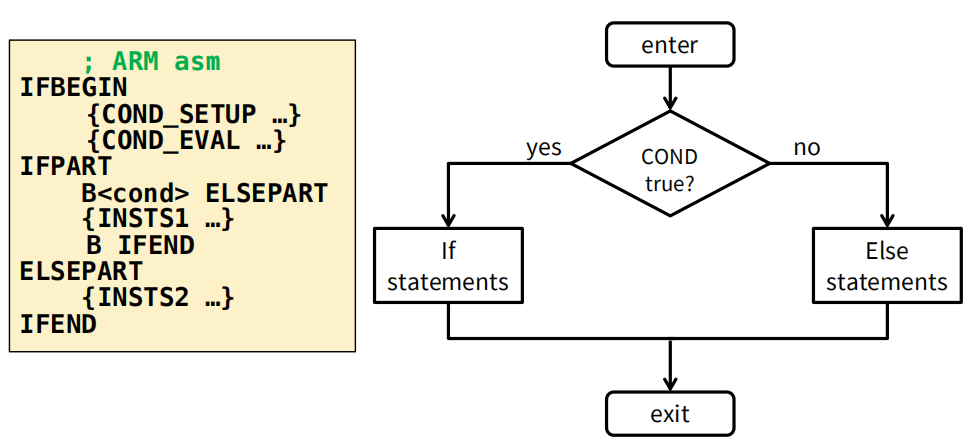 ; ARM asm
IFBEGIN
{COND_SETUP …}
{COND_EVAL …}
IFPART
B<cond> ELSEPART
{INSTS1 …}
B IFEND
ELSEPART
{INSTS2 …}
IFEND
enter
COND
true?
yes
no
If
statements
Else
statements
exit